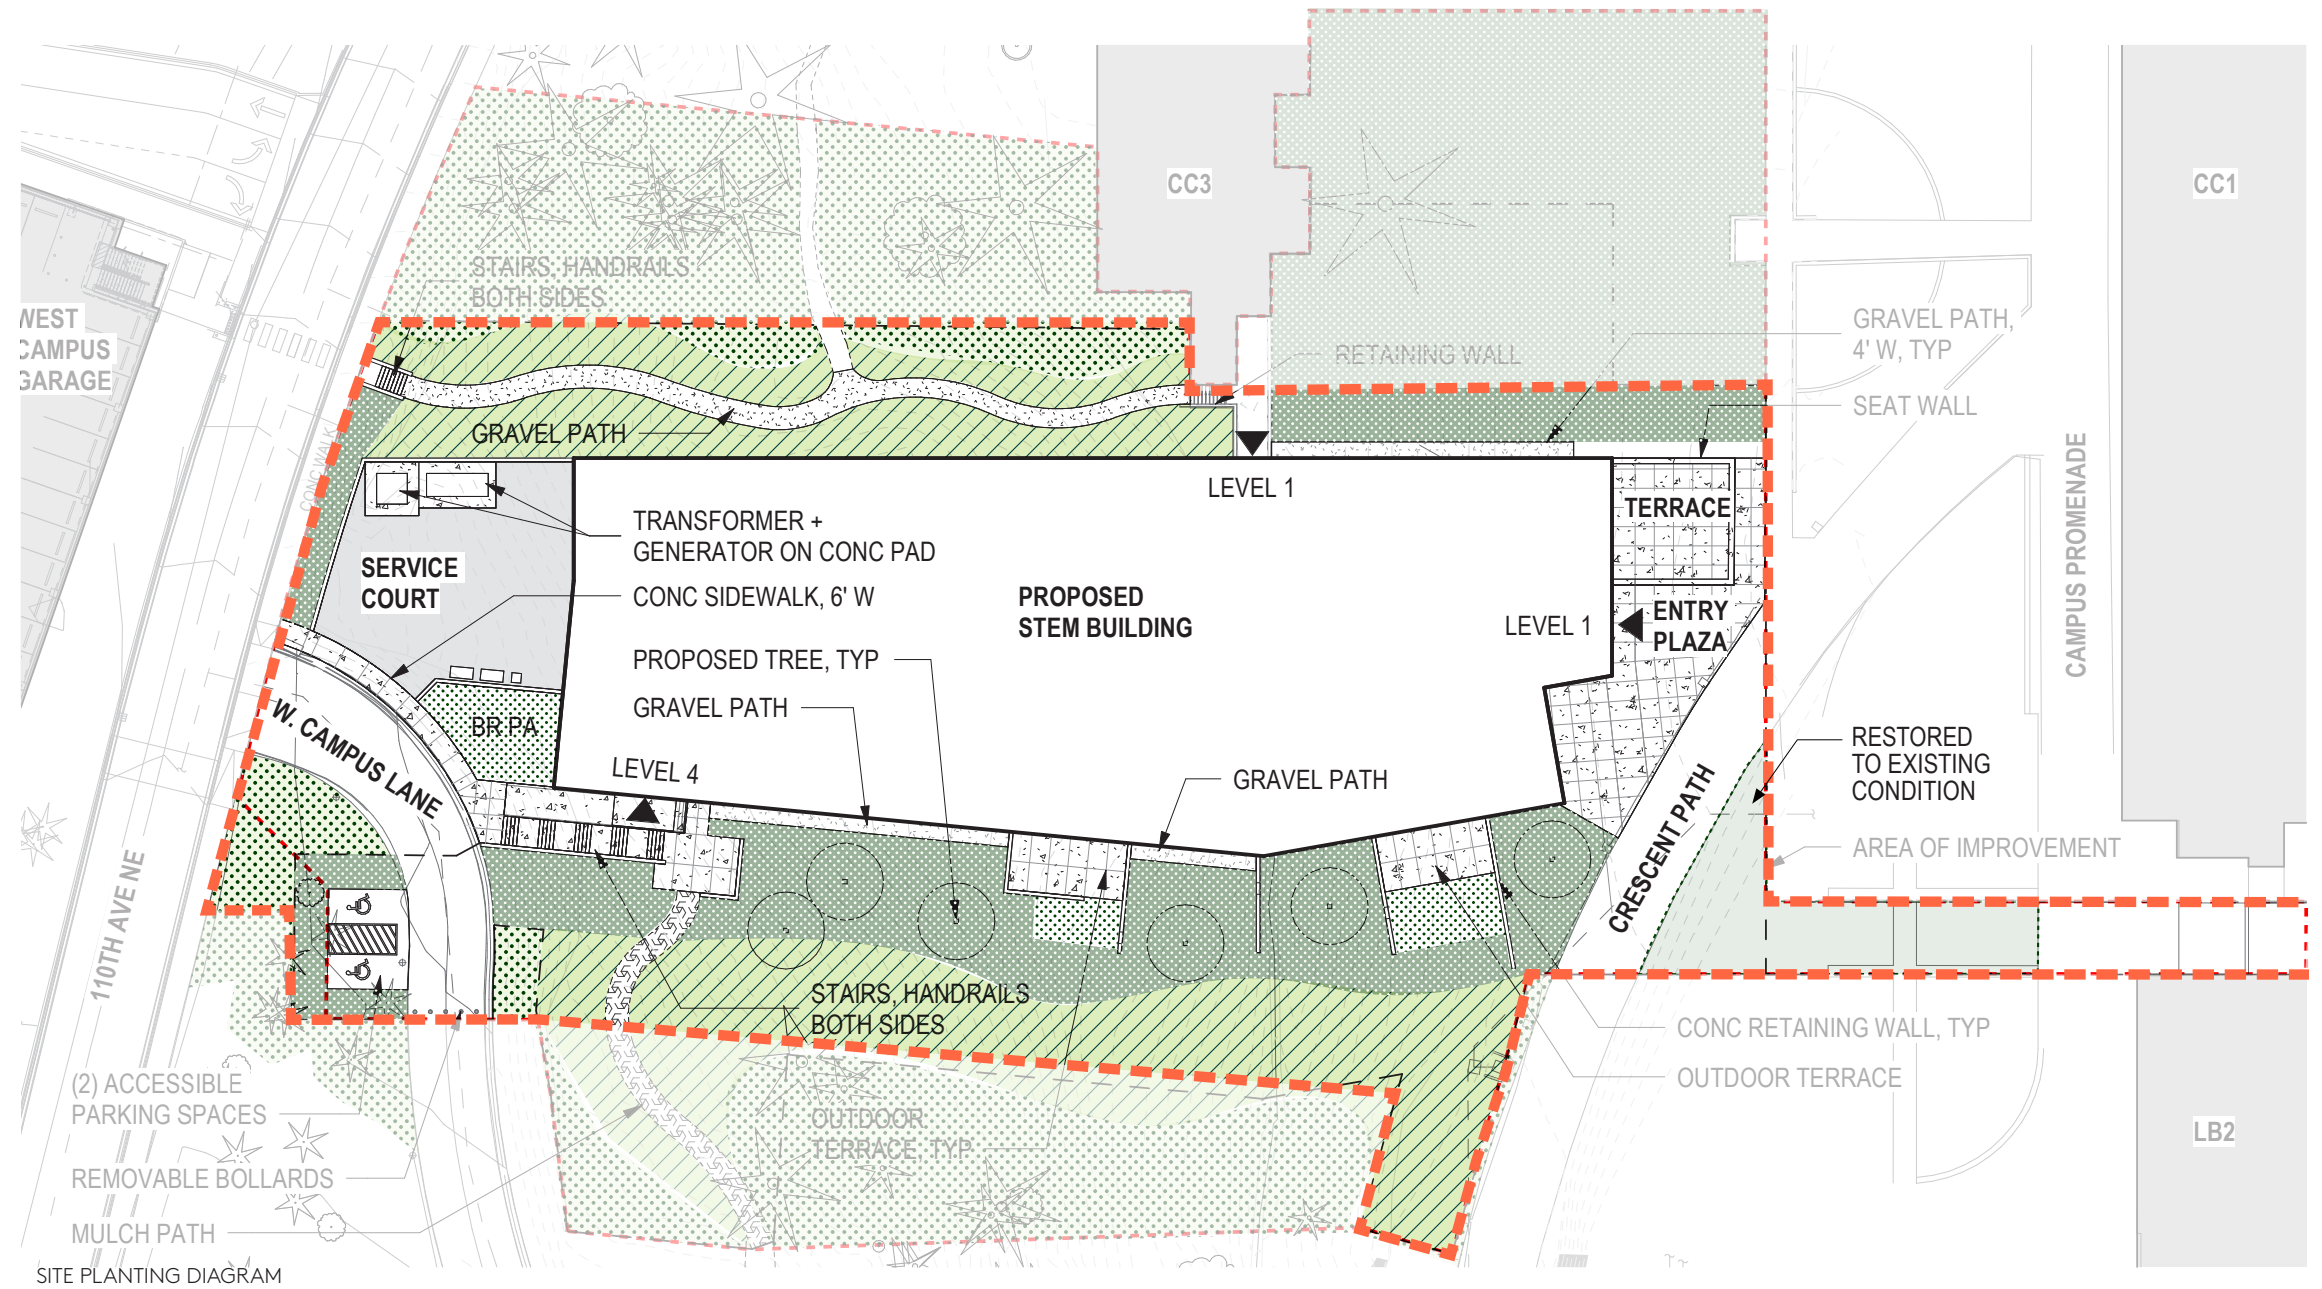 CC3
CC1
STAIRS, HANDRAILS
BOTH SIDES
WEST
CAMPUS
GARAGE
GRAVEL PATH,
4' W, TYP
RETAINING WALL
SEAT WALL
GRAVEL PATH
CONC WALK
LEVEL 1
TERRACE
TRANSFORMER +
GENERATOR ON CONC PAD
SERVICE
COURT
CONC SIDEWALK, 6' W
PROPOSED
STEM BUILDING
LEVEL 1
ENTRY
PLAZA
CAMPUS PROMENADE
PROPOSED TREE, TYP
GRAVEL PATH
BR PA
W. CAMPUS LANE
LEVEL 4
GRAVEL PATH
RESTORED
TO EXISTING
CONDITION
CRESCENT PATH
AREA OF IMPROVEMENT
110TH AVE NE
STAIRS, HANDRAILS
BOTH SIDES
CONC RETAINING WALL, TYP
OUTDOOR TERRACE
(2) ACCESSIBLE
PARKING SPACES
OUTDOOR
TERRACE, TYP
LB2
REMOVABLE BOLLARDS
MULCH PATH
SITE PLANTING DIAGRAM